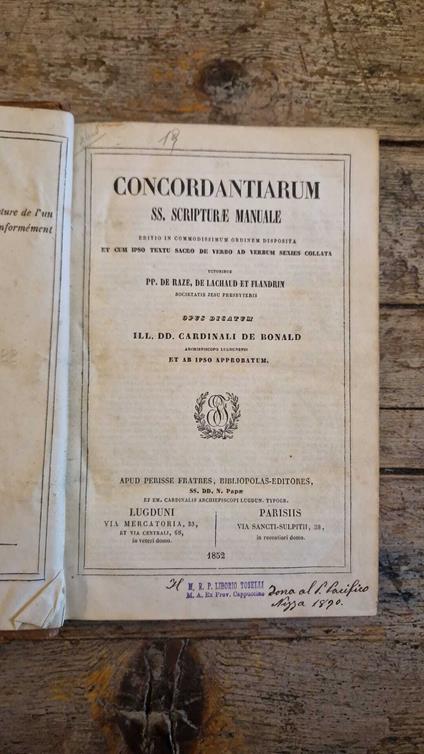 ture de l'un
nformément
19
CONCORDANTIARUM
SS. SCRIPTURÆ MANUALE
EDITIO IN COMMODISSIMUM ORDINEM DISPOSITA
ET CUM IPSO TEXTU SACRO DE VERBO AD VERBUM SEXIES COLLATA
PP. DE RAZE, DE LACHAUD ET FLANDRIN
SOCIETATIS JESU PRESBYTERIS
OPUS DICATUM
ILL. DD. CARDINALI DE BONALD
ARCHIEPISCOPO LUGDUNENSI
ET AB IPSO APPROBATUM.
APUD PERISSE FRATRES, BIBLIOPOLAS-EDITORES,
SS. DD. N. Papæ
ET EM. CARDINALIS ARCHIEPISCOPI LUGDUN. TYPOGR.
LUGDUNI
VIA MERCATORIA, 33,
ET VIA CENTRALI, 68,
in veteri domo.
PARISIIS
VIA SANCTI-SULPITII, 38,
in recentiori domo.
1852
Il M. R. P. LIBORIO TOSELLI
M. A. Ex Prov. Cappuccino
dona al P. Pacifico
Nizza 1890.